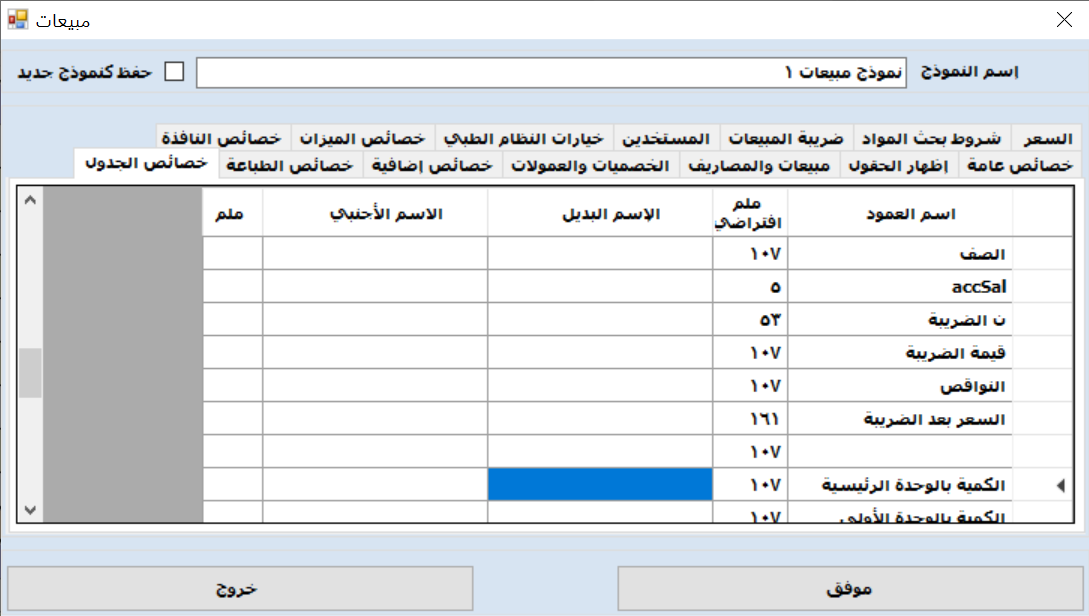 مبيعات
إسم النموذج نموذج مبيعات ١ حفظ كنموذج جديد
السعر شروط بحث المواد ضريبة المبيعات المستخدين خيارات النظام الطبي خصائص الميزان خصائص النافذة
خصائص عامة إظهار الحقول مبيعات والمصاريف الخصميات والعمولات خصائص إضافية خصائص الطباعة خصائص الجدول
اسم العمود ملم افتراضي الإسم البديل الاسم الأجنبي ملم
الصف ١٠٧
accSal ٥
ن الضريبة ٥٣
قيمة الضريبة ١٠٧
النواقص ١٠٧
السعر بعد الضريبة ١٦١
١٠٧
الكمية بالوحدة الرئيسية ١٠٧
الكمية بالوحدة الأولى ١٠٧
موفق خروج